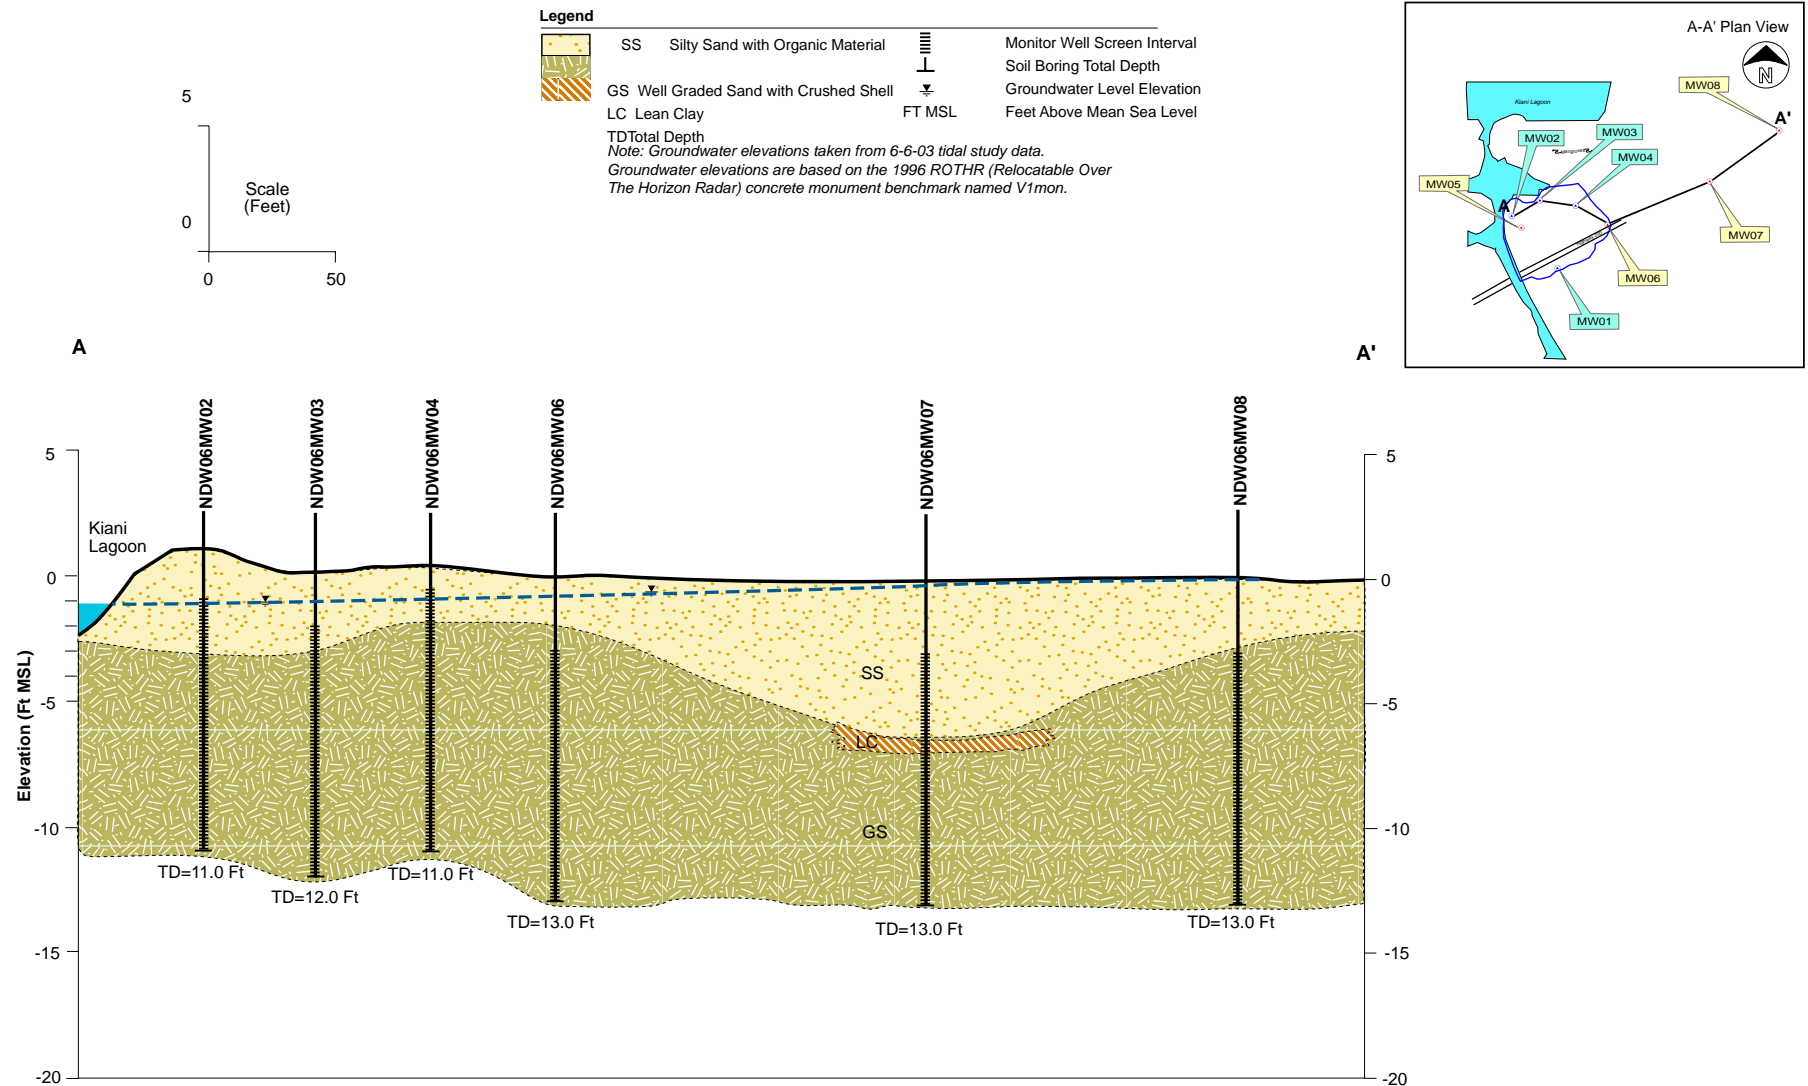 Legend
SS Silty Sand with Organic Material
GS Well Graded Sand with Crushed Shell
LC Lean Clay
TDTotal Depth
Monitor Well Screen Interval
Soil Boring Total Depth
Groundwater Level Elevation
FT MSL Feet Above Mean Sea Level
Note: Groundwater elevations taken from 6-6-03 tidal study data.
Groundwater elevations are based on the 1996 ROTHR (Relocatable Over
The Horizon Radar) concrete monument benchmark named V1mon.
5
Scale
(Feet)
0
0 50
A-A' Plan View
N
Kiani Lagoon
MW08
A'
MW03
MW02
MW04
MW05
A
MW07
MW06
MW01
A
A'
NDW06MW02
NDW06MW03
NDW06MW04
NDW06MW06
NDW06MW07
NDW06MW08
Kiani
Lagoon
Elevation (Ft MSL)
5
0
-5
-10
-15
-20
5
0
-5
-10
-15
-20
SS
LC
GS
TD=11.0 Ft
TD=12.0 Ft
TD=11.0 Ft
TD=13.0 Ft
TD=13.0 Ft
TD=13.0 Ft